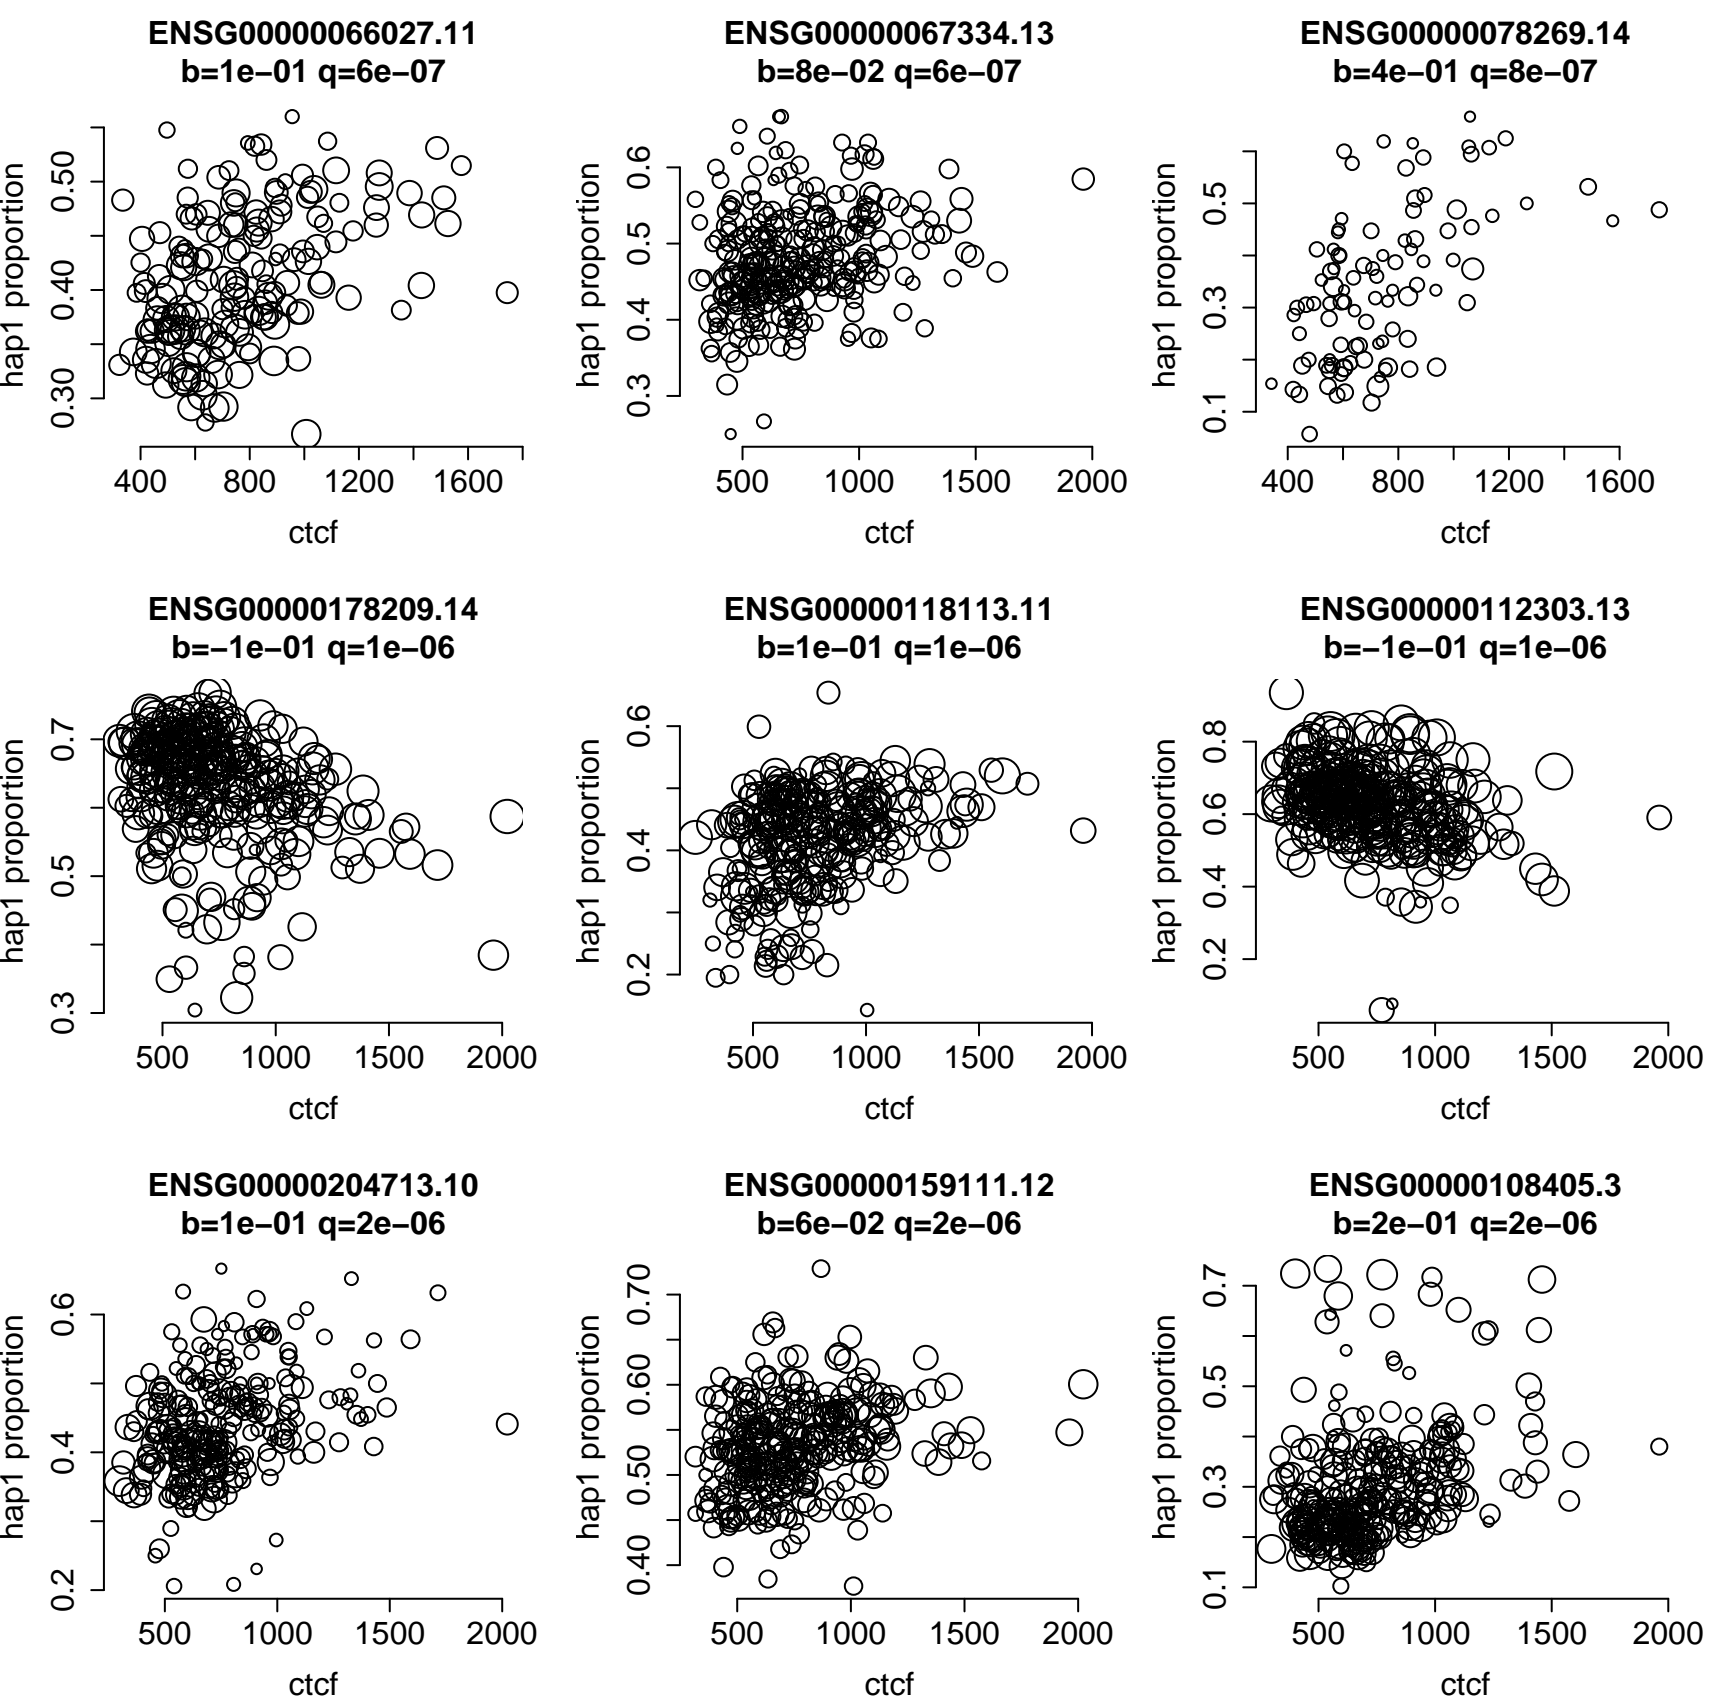 ENSG00000066027.11
b=1e−01 q=6e−07
hap1 proportion
0.30 0.40 0.50
400 800 1200 1600
ctcf
ENSG00000067334.13
b=8e−02 q=6e−07
hap1 proportion
0.3 0.4 0.5 0.6
500 1000 1500 2000
ctcf
ENSG00000078269.14
b=4e−01 q=8e−07
hap1 proportion
0.1 0.3 0.5
400 800 1200 1600
ctcf
ENSG00000178209.14
b=−1e−01 q=1e−06
hap1 proportion
0.3 0.5 0.7
500 1000 1500 2000
ctcf
ENSG00000118113.11
b=1e−01 q=1e−06
hap1 proportion
0.2 0.4 0.6
500 1000 1500 2000
ctcf
ENSG00000112303.13
b=−1e−01 q=1e−06
hap1 proportion
0.2 0.4 0.6 0.8
500 1000 1500 2000
ctcf
ENSG00000204713.10
b=1e−01 q=2e−06
hap1 proportion
0.2 0.4 0.6
500 1000 1500 2000
ctcf
ENSG00000159111.12
b=6e−02 q=2e−06
hap1 proportion
0.40 0.50 0.60 0.70
500 1000 1500 2000
ctcf
ENSG00000108405.3
b=2e−01 q=2e−06
hap1 proportion
0.1 0.3 0.5 0.7
500 1000 1500 2000
ctcf